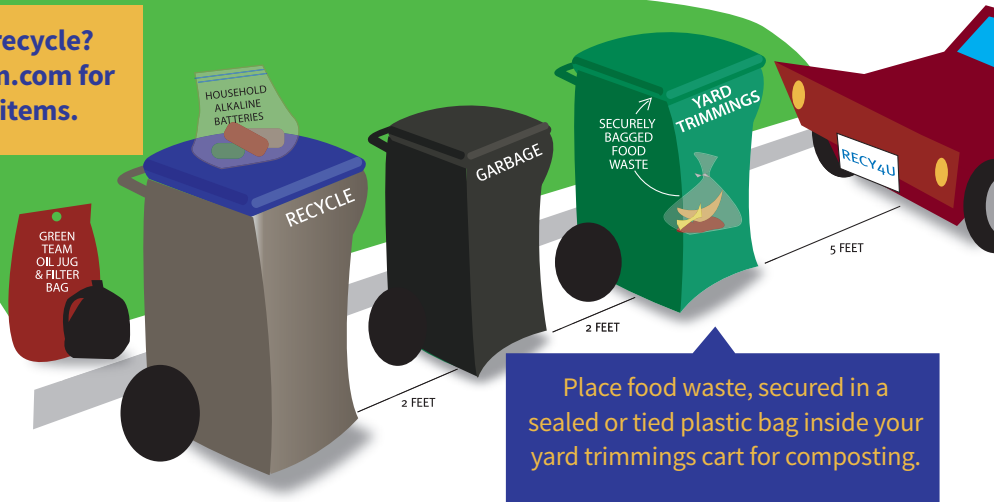 recycle?
m.com for
items.
HOUSEHOLD
ALKALINE
BATTERIES
RECYCLE
GREEN
TEAM
OIL JUG
& FILTER
BAG
GARBAGE
YARD
TRIMMINGS
SECURELY
BAGGED
FOOD
WASTE
RECY4U
2 FEET
2 FEET
5 FEET
Place food waste, secured in a
sealed or tied plastic bag inside your
yard trimmings cart for composting.